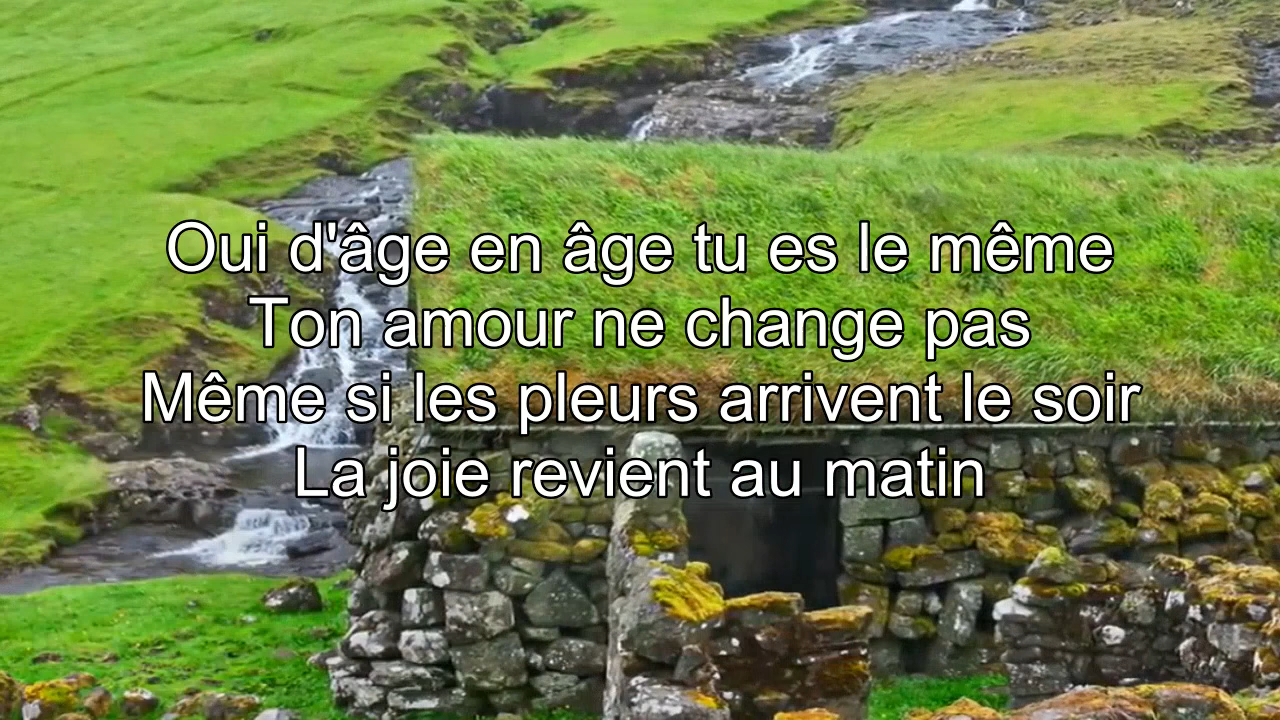 Oui d'âge en âge tu es le même
Ton amour ne change pas
Même si les pleurs arrivent le soir
La joie revient au matin